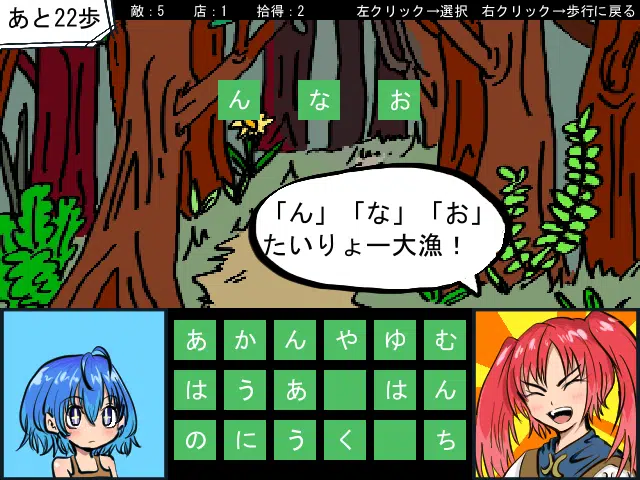 あと22歩
敵:5 店:1 拾得:2 左クリック→選択 右クリック→歩行に戻る
ん な お
「ん」「な」「お」
たいりょー大漁!
あ か ん や ゆ む
は う あ は ん
の に う く ち